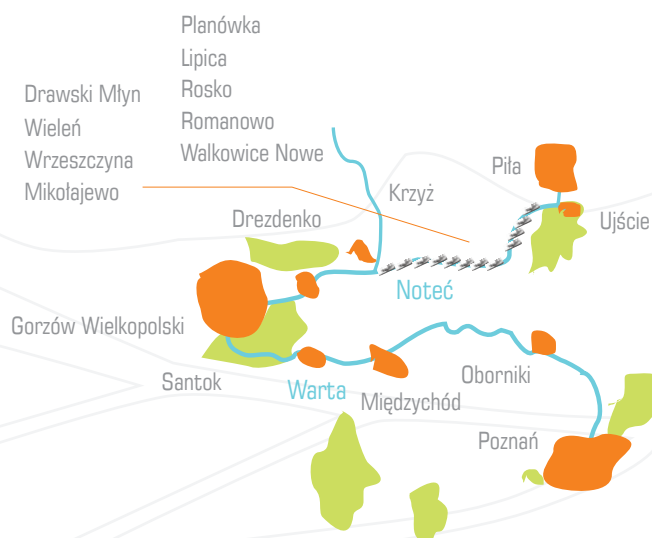 Planówka
Lipica
Rosko
Romanowo
Walkowice Nowe
Drawski Młyn
Wieleń
Wrzeszczyna
Mikołajewo
Piła
Krzyż
Drezdenko
Ujście
Noteć
Gorzów Wielkopolski
Santok
Warta
Międzychód
Oborniki
Poznań